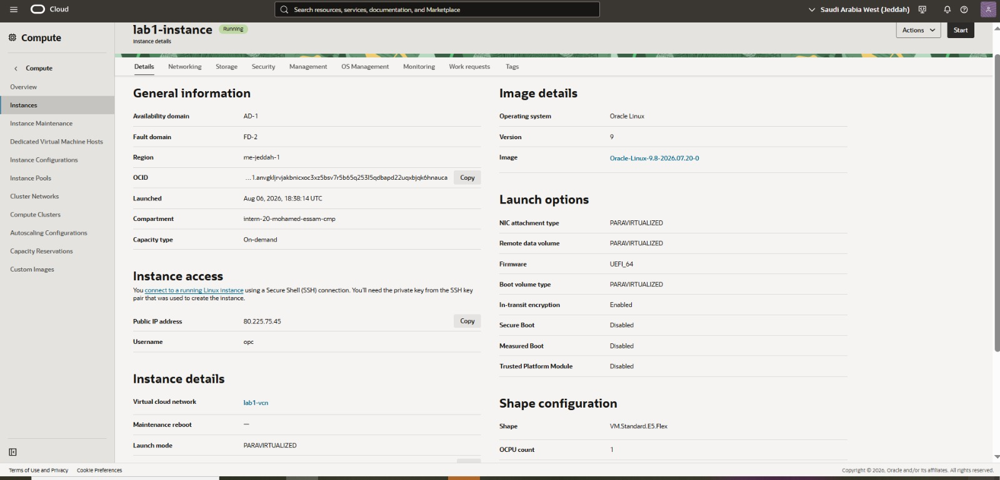 Cloud
Search resources, services, documentation, and Marketplace
Saudi Arabia West (Jeddah)
Compute
Compute
Overview
Instances
Instance Maintenance
Dedicated Virtual Machine Hosts
Instance Configurations
Instance Pools
Cluster Networks
Compute Clusters
Autoscaling Configurations
Capacity Reservations
Custom Images
lab1-instance Running
Instance details
Actions Start
Details Networking Storage Security Management OS Management Monitoring Work requests Tags
General information
Availability domain AD-1
Fault domain FD-2
Region me-jeddah-1
OCID Copy
Launched Aug 06, 2026, 18:38:14 UTC
Compartment intern-20-mohamed-essam-cmp
Capacity type On-demand
Instance access
You connect to a running Linux instance using a Secure Shell (SSH) connection. You'll need the private key from the SSH key
pair that was used to create the instance.
Public IP address 80.225.75.45 Copy
Username opc
Instance details
Virtual cloud network lab1-vcn
Maintenance reboot —
Launch mode PARAVIRTUALIZED
Image details
Operating system Oracle Linux
Version 9
Image Oracle-Linux-9.8-2026.07.20-0
Launch options
NIC attachment type PARAVIRTUALIZED
Remote data volume PARAVIRTUALIZED
Firmware UEFI_64
Boot volume type PARAVIRTUALIZED
In-transit encryption Enabled
Secure Boot Disabled
Measured Boot Disabled
Trusted Platform Module Disabled
Shape configuration
Shape VM.Standard.E5.Flex
OCPU count 1
Terms of Use and Privacy Cookie Preferences
Copyright © 2026, Oracle and/or its affiliates. All rights reserved.